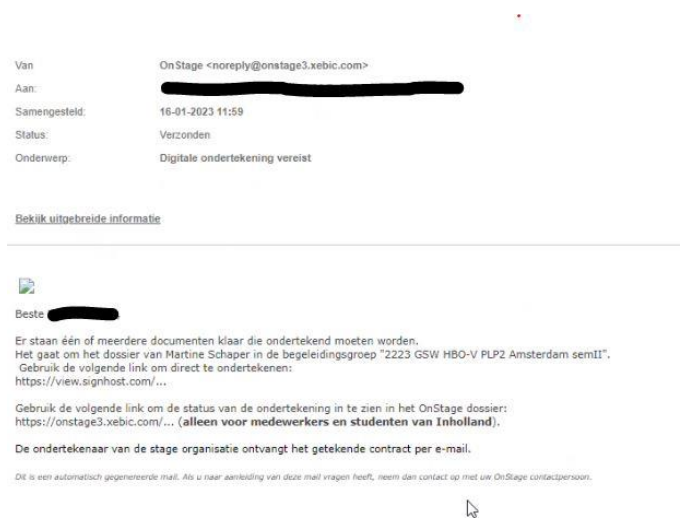 Van OnStage <noreply@onstage3.xebic.com>
Aan:
Samengesteld: 16-01-2023 11:59
Status: Verzonden
Onderwerp: Digitale ondertekening vereist
Bekijk uitgebreide informatie
Beste
Er staan één of meerdere documenten klaar die ondertekend moeten worden.
Het gaat om het dossier van Martine Schaper in de begeleidingsgroep "2223 GSW HBO-V PLP2 Amsterdam semII".
Gebruik de volgende link om direct te ondertekenen:
https://view.signhost.com/...
Gebruik de volgende link om de status van de ondertekening in te zien in het OnStage dossier:
https://onstage3.xebic.com/... (alleen voor medewerkers en studenten van Inholland).
De ondertekenaar van de stage organisatie ontvangt het getekende contract per e-mail.
Dit is een automatisch gegenereerde mail. Als u naar aanleiding van deze mail vragen heeft, neem dan contact op met uw OnStage contactpersoon.